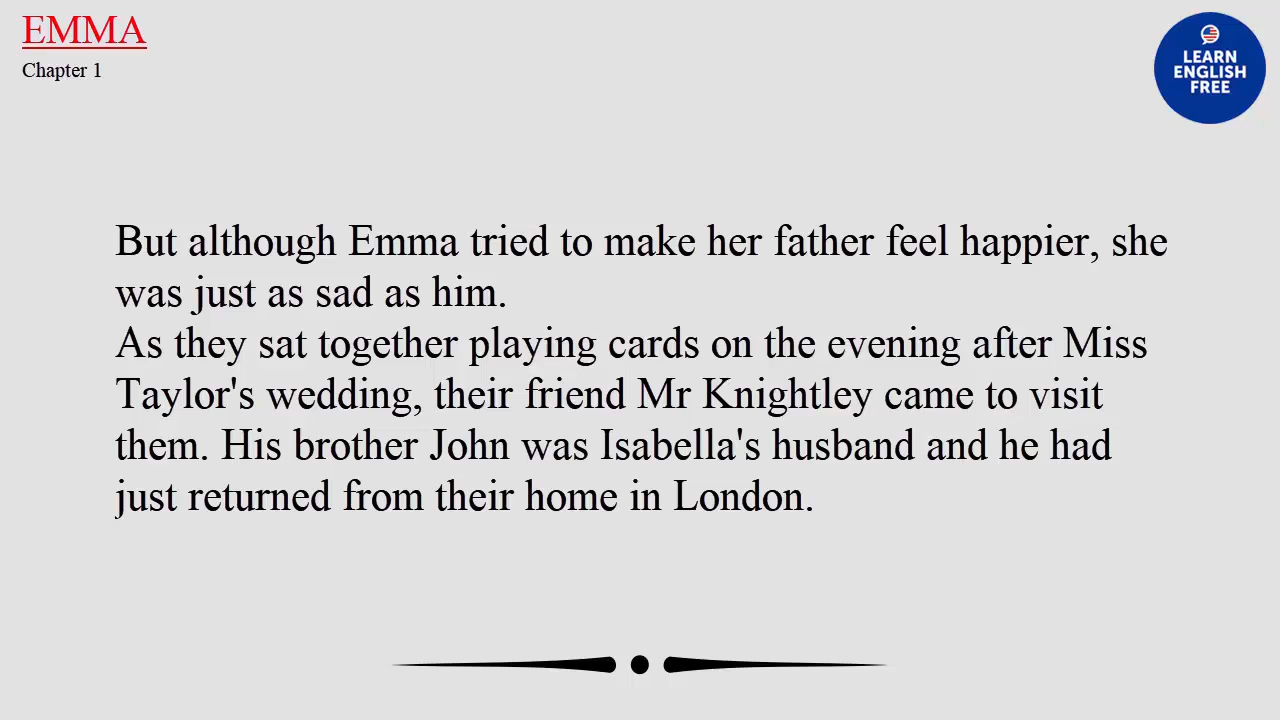 EMMA
Chapter 1
LEARN
ENGLISH
FREE
But although Emma tried to make her father feel happier, she
was just as sad as him.
As they sat together playing cards on the evening after Miss
Taylor's wedding, their friend Mr Knightley came to visit
them. His brother John was Isabella's husband and he had
just returned from their home in London.